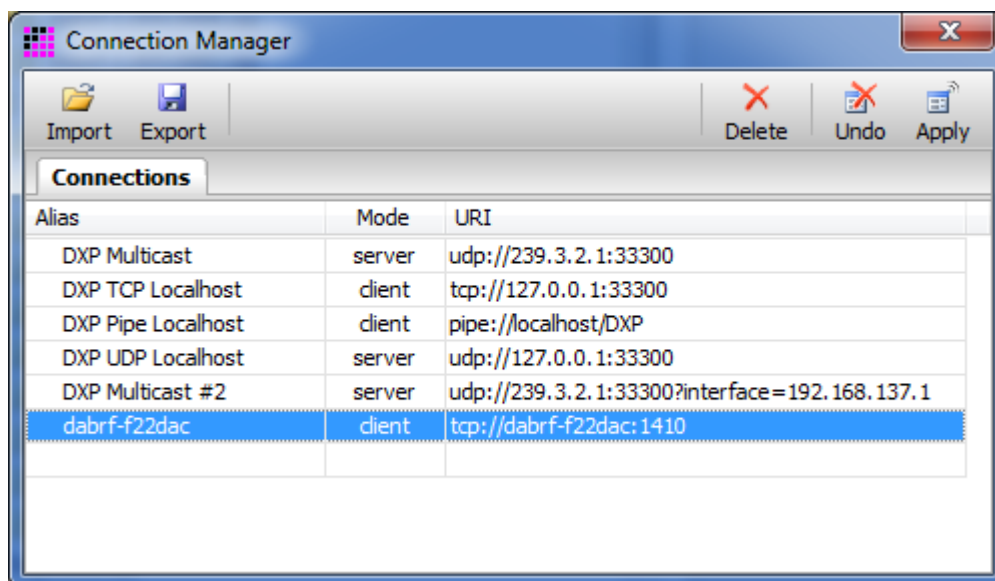 Connection Manager
Import Export Delete Undo Apply
Connections
Alias Mode URI
DXP Multicast server udp://239.3.2.1:33300
DXP TCP Localhost client tcp://127.0.0.1:33300
DXP Pipe Localhost client pipe://localhost/DXP
DXP UDP Localhost server udp://127.0.0.1:33300
DXP Multicast #2 server udp://239.3.2.1:33300?interface=192.168.137.1
dabrf-f22dac client tcp://dabrf-f22dac:1410